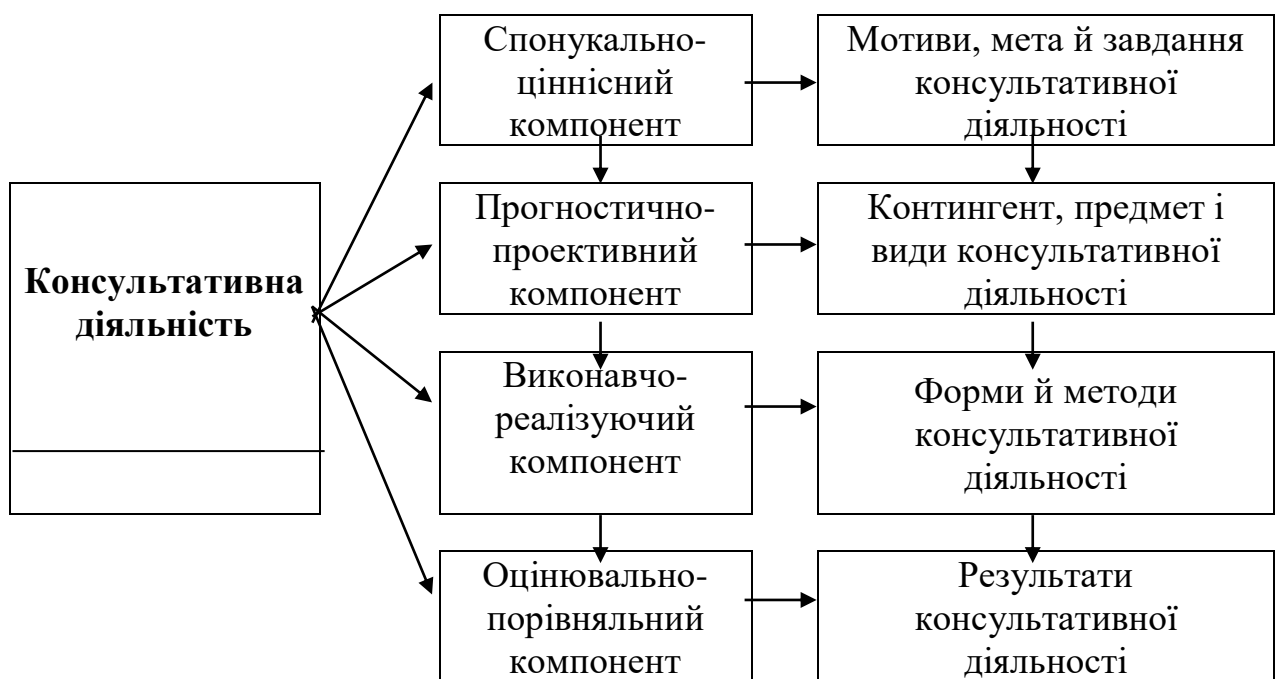 Консультативна
діяльність
Спонукально-
ціннісний
компонент
Мотиви, мета й завдання
консультативної
діяльності
Прогностично-
проективний
компонент
Контингент, предмет і
види консультативної
діяльності
Виконавчо-
реалізуючий
компонент
Форми й методи
консультативної
діяльності
Оцінювально-
порівняльний
компонент
Результати
консультативної
діяльності